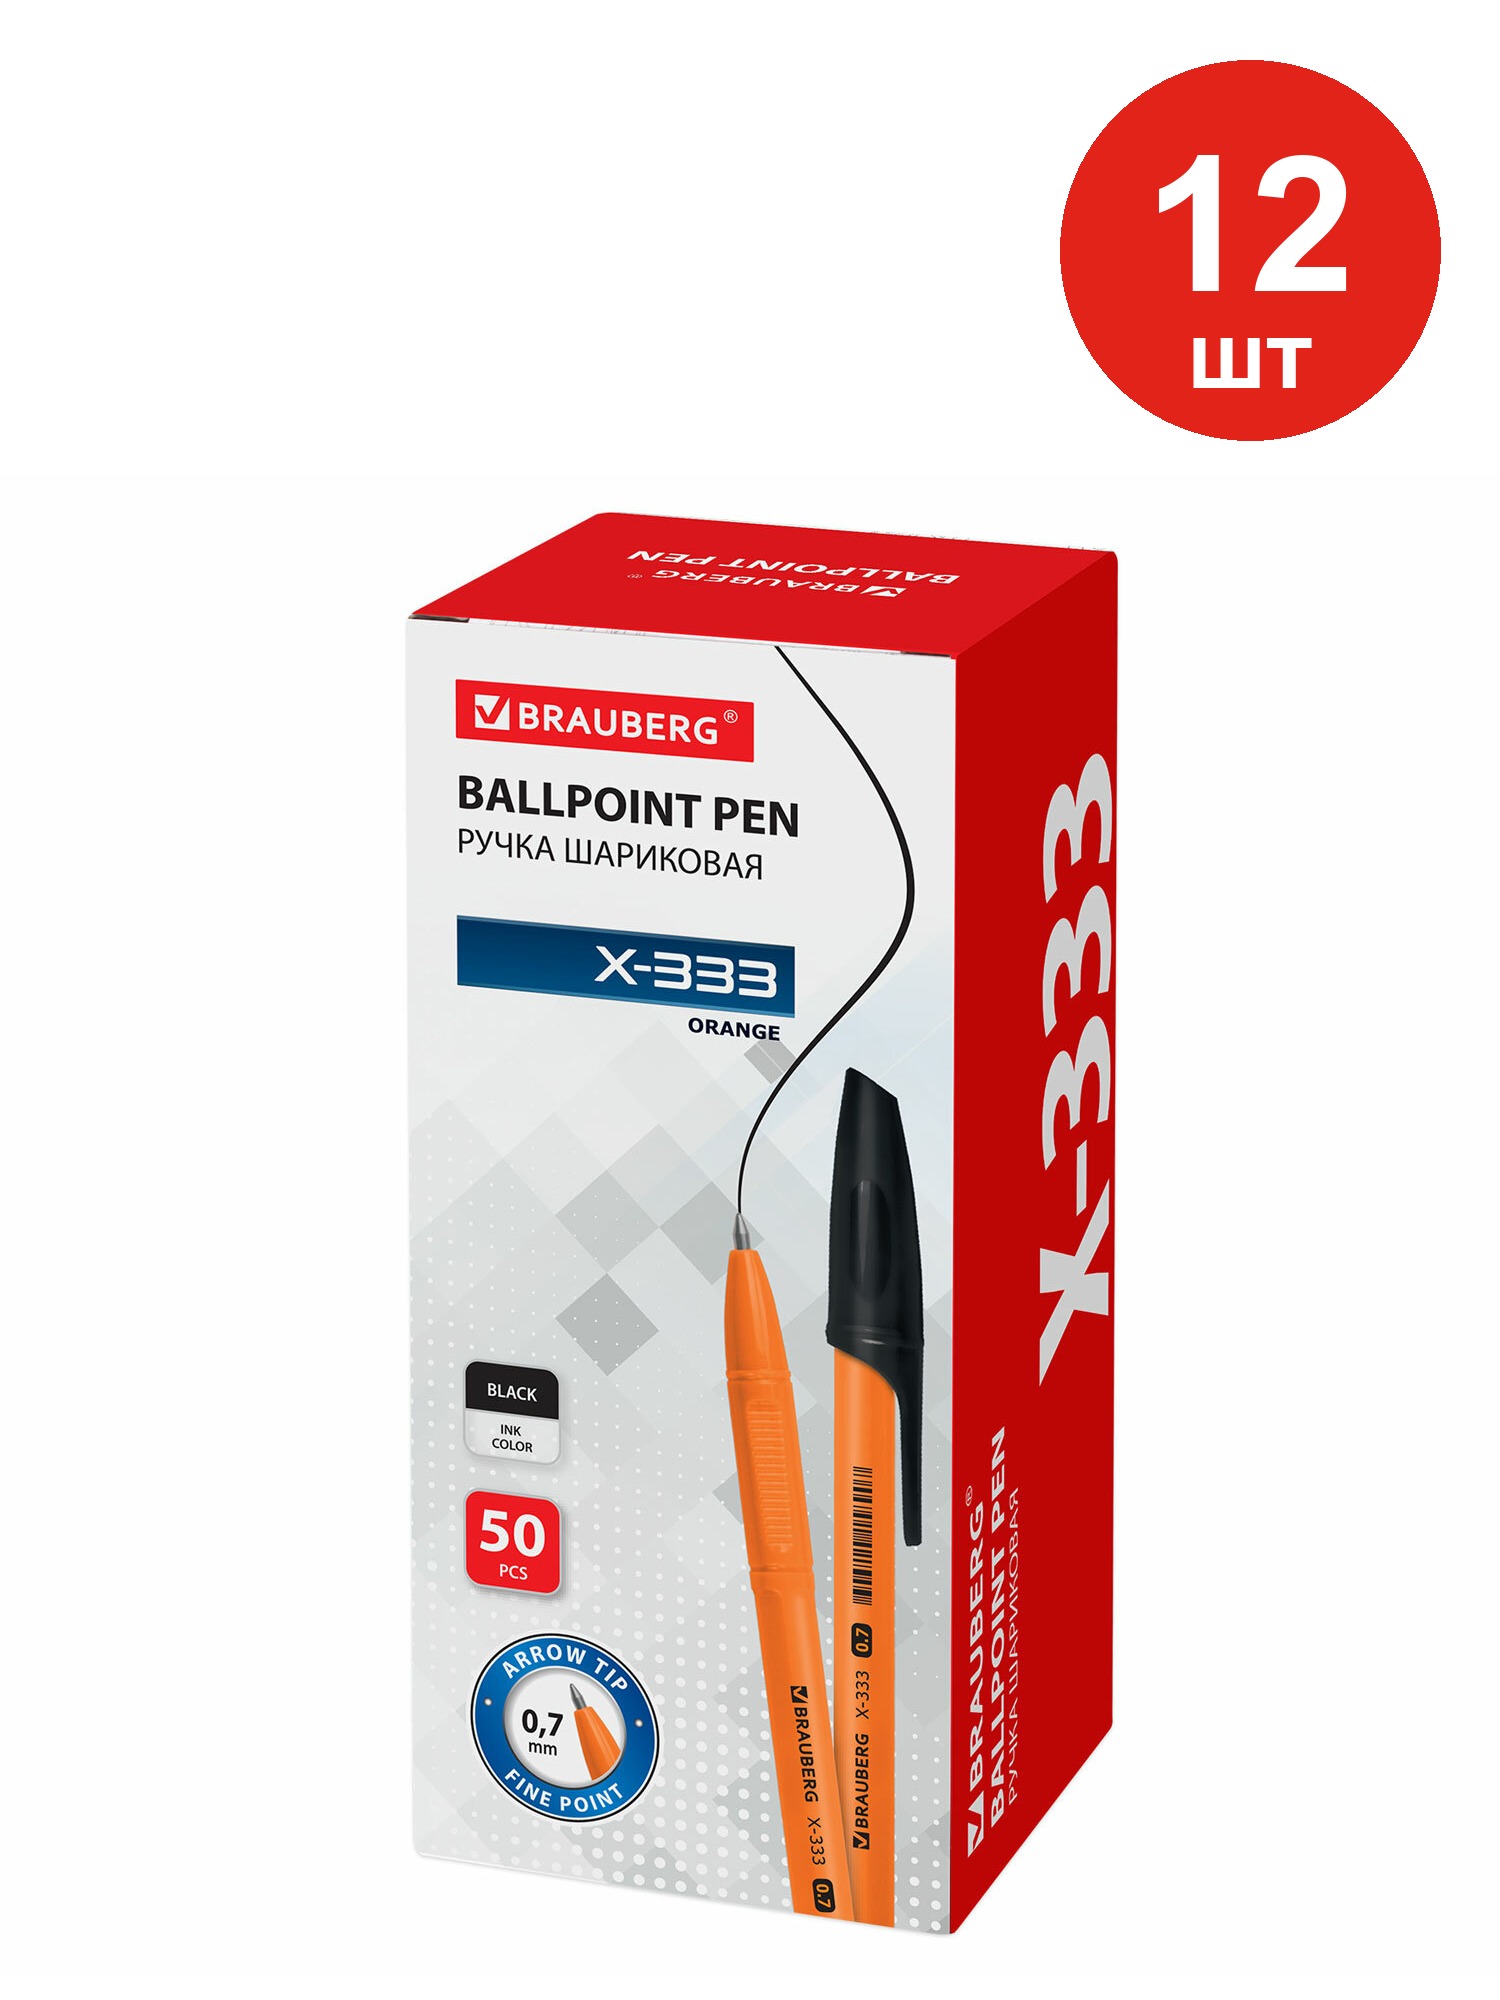 12
шт
BRAUBERG®
BALLPOINT PEN
BRAUBERG®
BALLPOINT PEN
РУЧКА ШАРИКОВАЯ
X-333
ORANGE
BLACK
INK
COLOR
50
PCS
ARROW TIP
0,7
mm
FINE POINT
BRAUBERG X-333 0.7
BRAUBERG X-333 0.7
X-333
BRAUBERG®
BALLPOINT PEN
РУЧКА ШАРИКОВАЯ